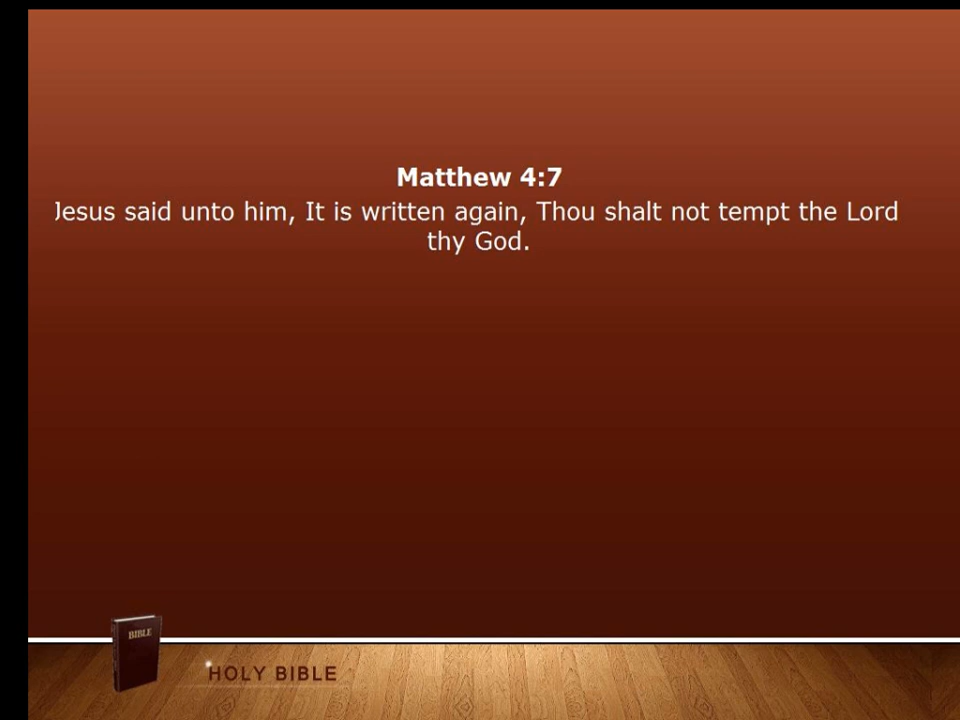 Matthew 4:7
Jesus said unto him, It is written again, Thou shalt not tempt the Lord
thy God.
BIBLE
HOLY BIBLE